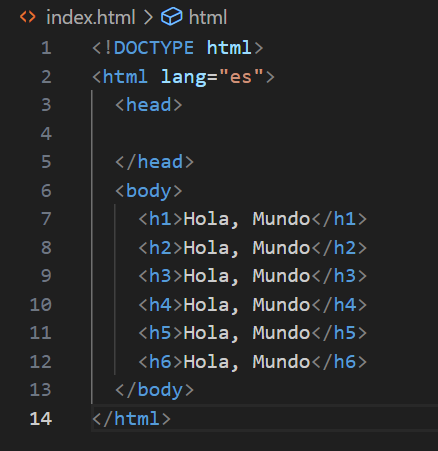 index.html > html
1 <!DOCTYPE html>
2 <html lang="es">
3   <head>
4
5   </head>
6   <body>
7     <h1>Hola, Mundo</h1>
8     <h2>Hola, Mundo</h2>
9     <h3>Hola, Mundo</h3>
10     <h4>Hola, Mundo</h4>
11     <h5>Hola, Mundo</h5>
12     <h6>Hola, Mundo</h6>
13   </body>
14 </html>